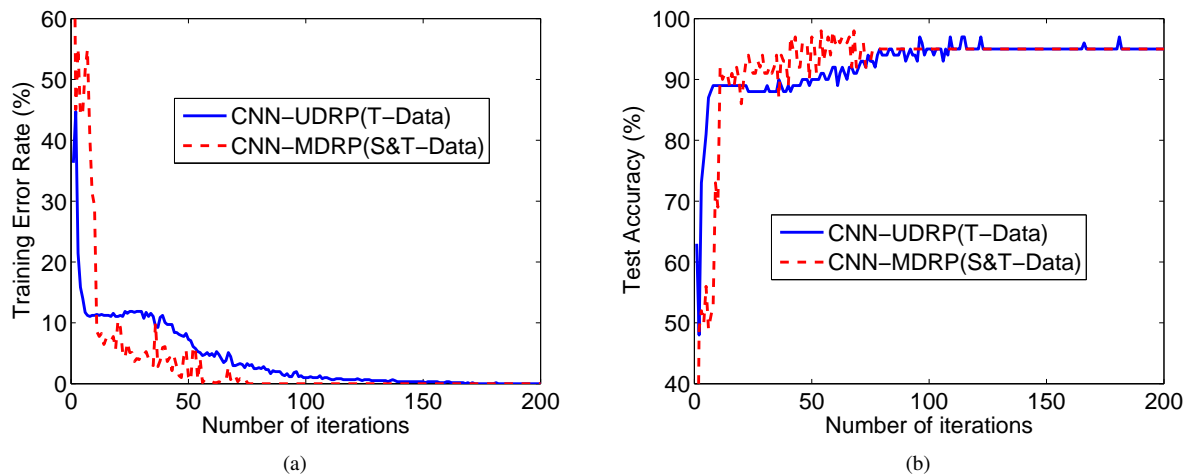 60
50
40
30
20
10
0
Training Error Rate (%)
CNN−UDRP(T−Data)
CNN−MDRP(S&T−Data)
0 50 100 150 200
Number of iterations
(a)
100
90
80
70
60
50
40
Test Accuracy (%)
CNN−UDRP(T−Data)
CNN−MDRP(S&T−Data)
0 50 100 150 200
Number of iterations
(b)